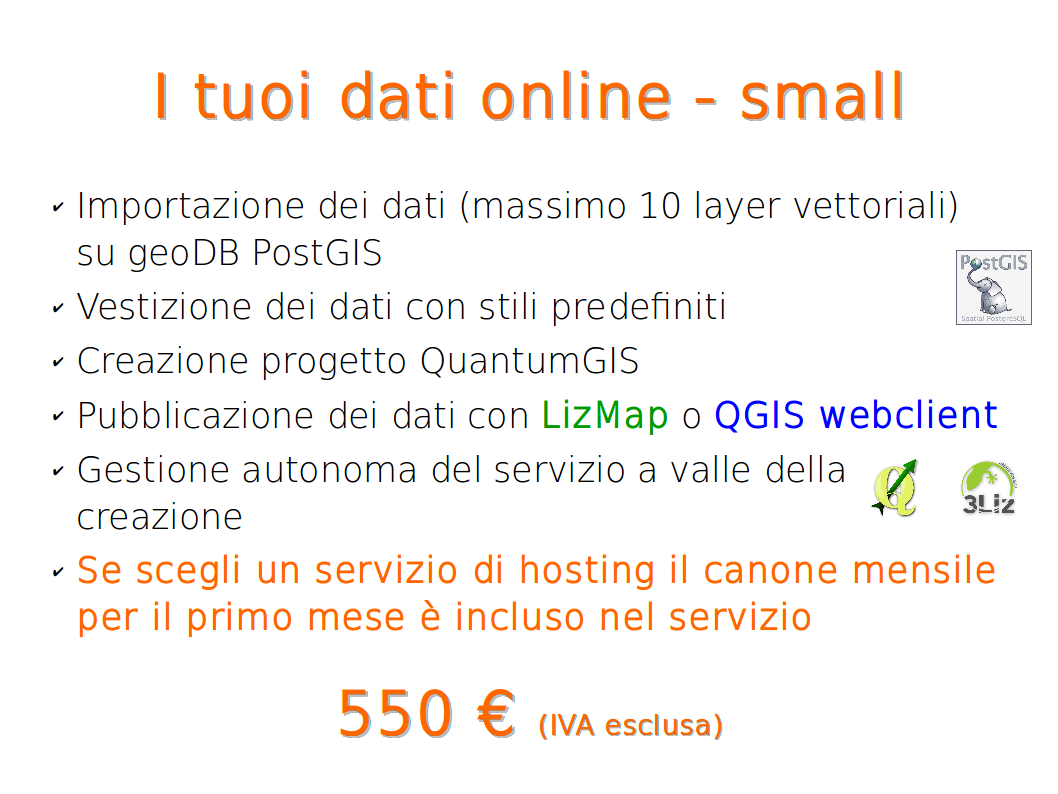 I tuoi dati online - small
✔ Importazione dei dati (massimo 10 layer vettoriali)
su geoDB PostGIS
PostGIS
Spatial PostgreSQL
✔ Vestizione dei dati con stili predefiniti
✔ Creazione progetto QuantumGIS
✔ Pubblicazione dei dati con LizMap o QGIS webclient
✔ Gestione autonoma del servizio a valle della
creazione
3Liz
✔ Se scegli un servizio di hosting il canone mensile
per il primo mese è incluso nel servizio
550 € (IVA esclusa)